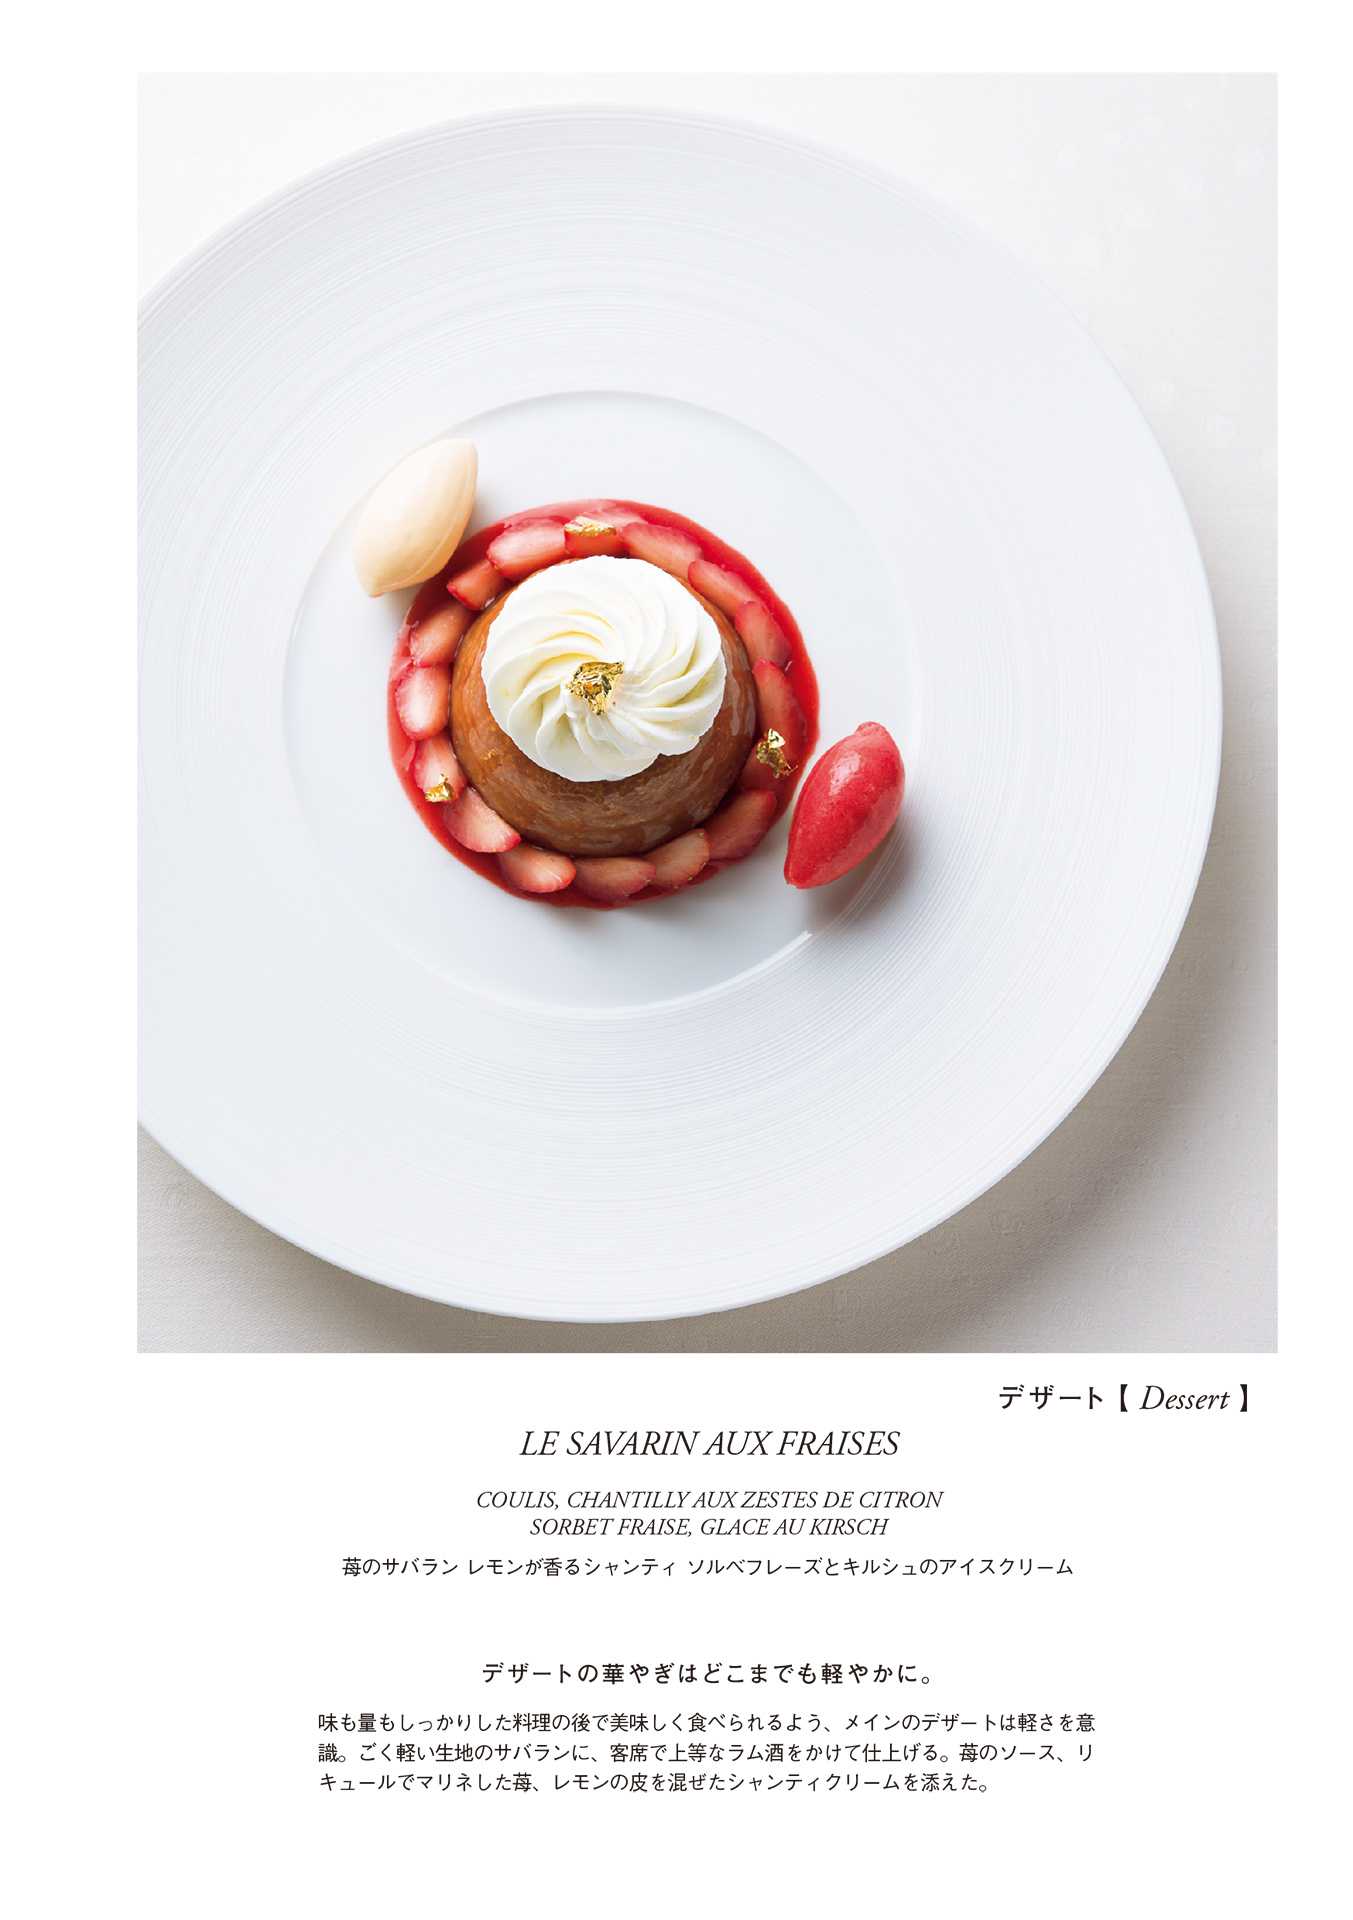 デザート【 Dessert 】
LE SAVARIN AUX FRAISES
COULIS, CHANTILLY AUX ZESTES DE CITRON
SORBET FRAISE, GLACE AU KIRSCH
苺のサバラン レモンが香るシャンティ ソルベフレーズとキルシュのアイスクリーム
デザートの華やぎはどこまでも軽やかに。
味も量もしっかりした料理の後で美味しく食べられるよう、メインのデザートは軽さを意
識。ごく軽い生地のサバランに、客席で上等なラム酒をかけて仕上げる。苺のソース、リ
キュールでマリネした苺、レモンの皮を混ぜたシャンティクリームを添えた。